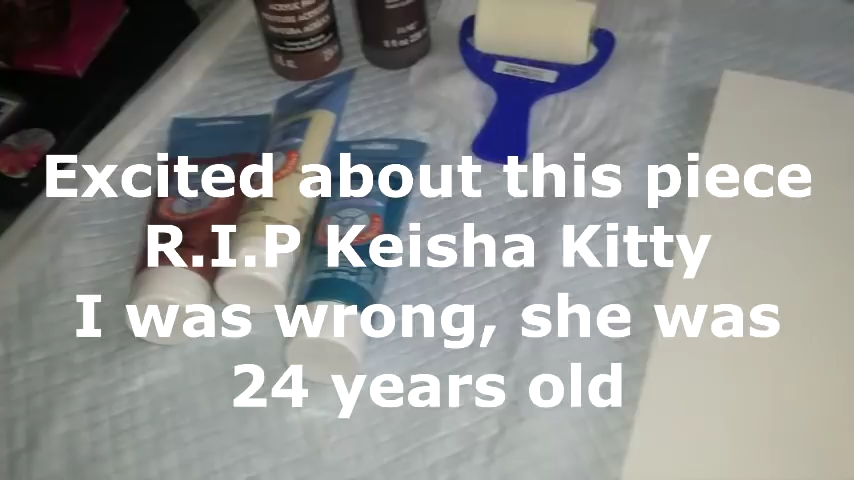 Excited about this piece
R.I.P Keisha Kitty
I was wrong, she was
24 years old